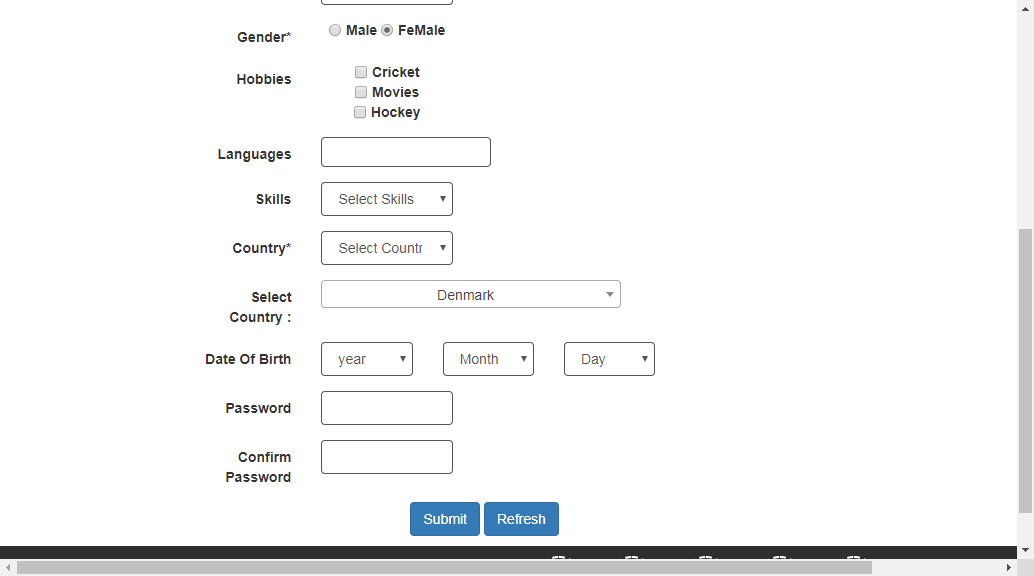 Gender* Male FeMale
Hobbies Cricket
Movies
Hockey
Languages
Skills Select Skills
Country* Select Countr
Select Country : Denmark
Date Of Birth year Month Day
Password
Confirm Password
Submit Refresh